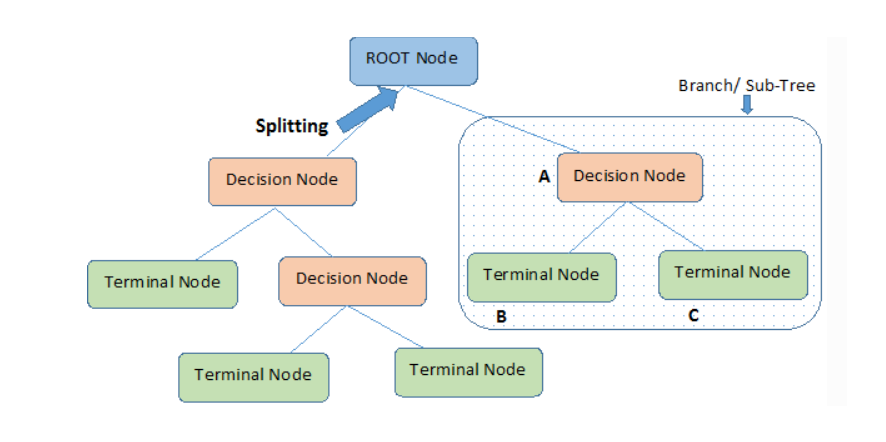 ROOT Node
Branch/ Sub-Tree
Splitting
Decision Node
A
Decision Node
Terminal Node
Decision Node
Terminal Node
Terminal Node
B
C
Terminal Node
Terminal Node